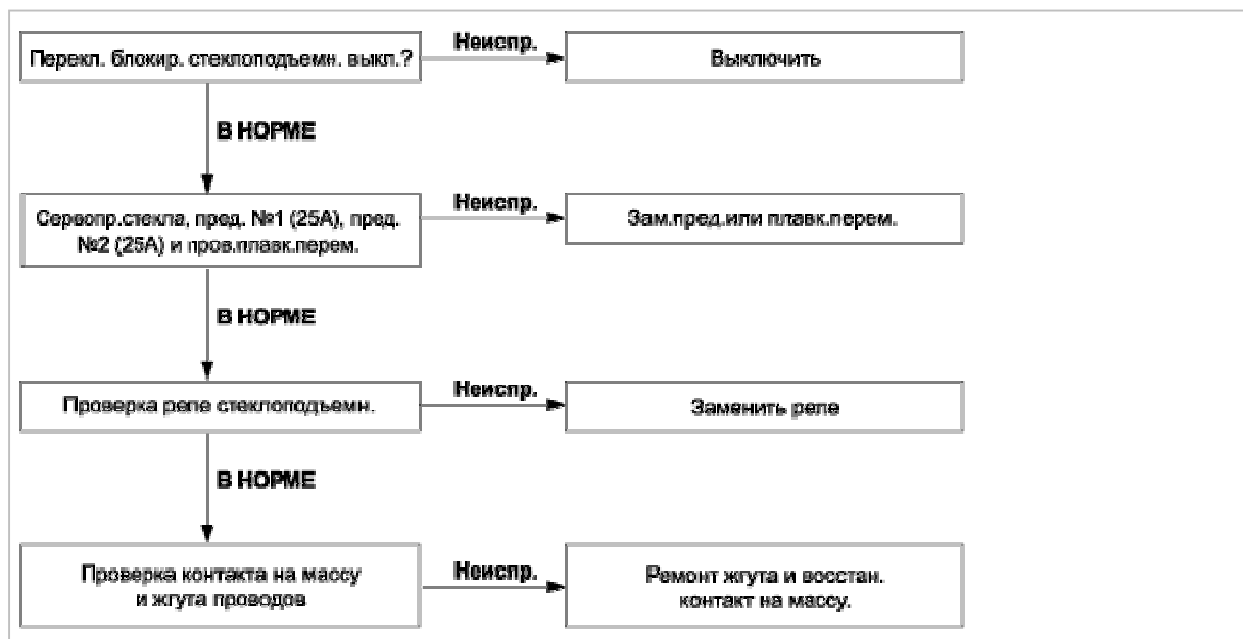 Перекл. блокир. стеклоподъемн. выкл.?
Неиспр.
Выключить
В НОРМЕ
Сервопр.стекла, пред. №1 (25А), пред.
№2 (25А) и пров.плавк.перем.
Неиспр.
Зам.пред.или плавк.перем.
В НОРМЕ
Проверка реле стеклоподъемн.
Неиспр.
Заменить реле
В НОРМЕ
Проверка контакта на массу
и жгута проводов
Неиспр.
Ремонт жгута и восстан.
контакт на массу.